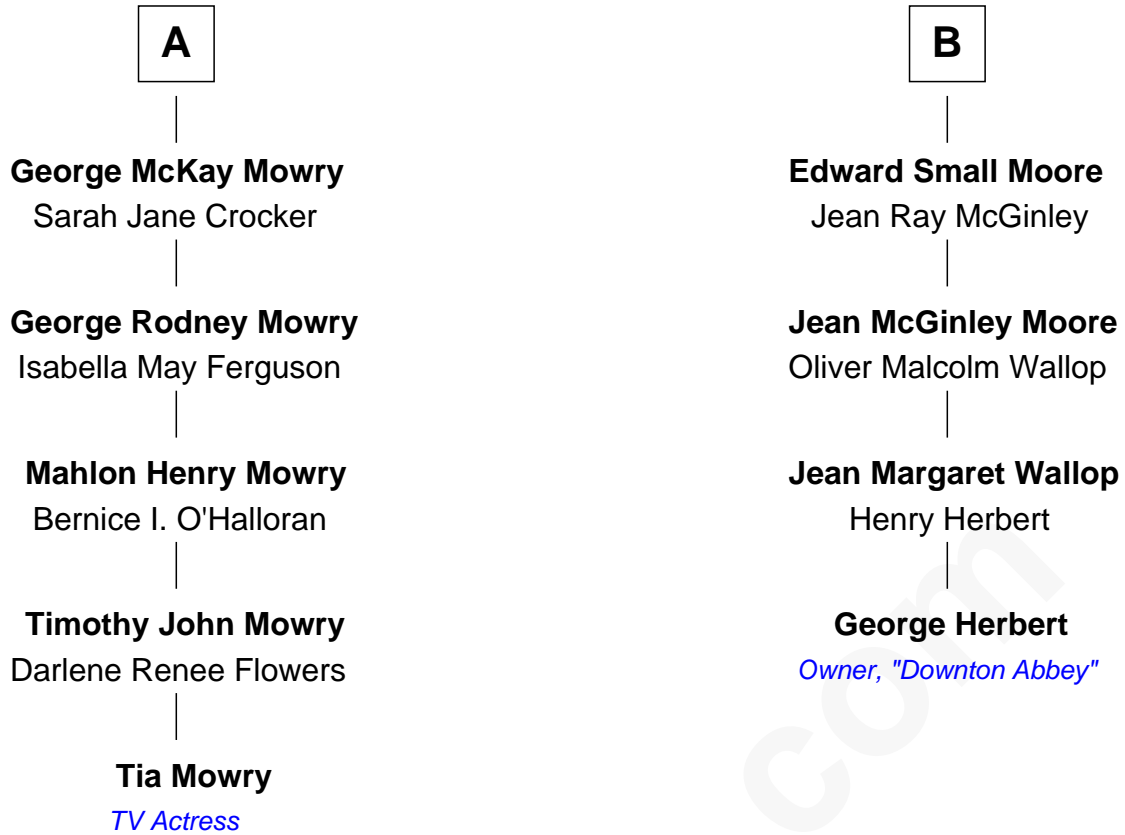 A
George McKay Mowry
Sarah Jane Crocker
George Rodney Mowry
Isabella May Ferguson
Mahlon Henry Mowry
Bernice I. O'Halloran
Timothy John Mowry
Darlene Renee Flowers
Tia Mowry
TV Actress
B
Edward Small Moore
Jean Ray McGinley
Jean McGinley Moore
Oliver Malcolm Wallop
Jean Margaret Wallop
Henry Herbert
George Herbert
Owner, "Downton Abbey"
com